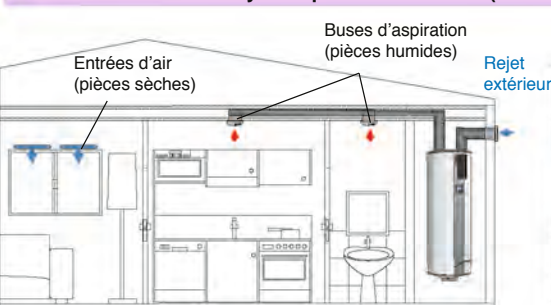 Buses d'aspiration
(pièces humides)
Entrées d'air
(pièces sèches)
Rejet
extérieur